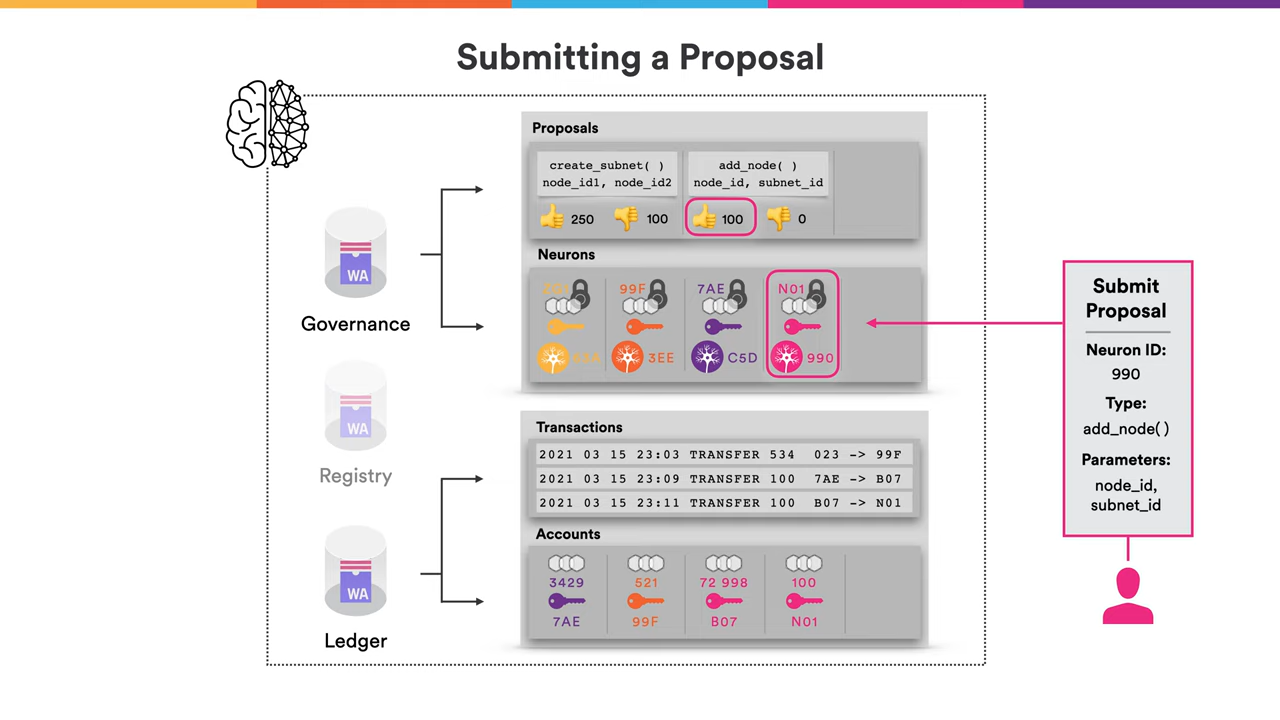 Submitting a Proposal
Proposals
create_subnet( )
node_id1, node_id2
250
100
add_node( )
node_id, subnet_id
100
0
Neurons
99F
7AE
N01
3EE
C5D
990
WA
Governance
WA
Registry
WA
Ledger
Transactions
2021 03 15 23:03 TRANSFER 534 023 -> 99F
2021 03 15 23:09 TRANSFER 100 7AE -> B07
2021 03 15 23:11 TRANSFER 100 B07 -> N01
Accounts
3429
521
72 998
100
7AE
99F
B07
N01
Submit
Proposal
Neuron ID:
990
Type:
add_node( )
Parameters:
node_id,
subnet_id